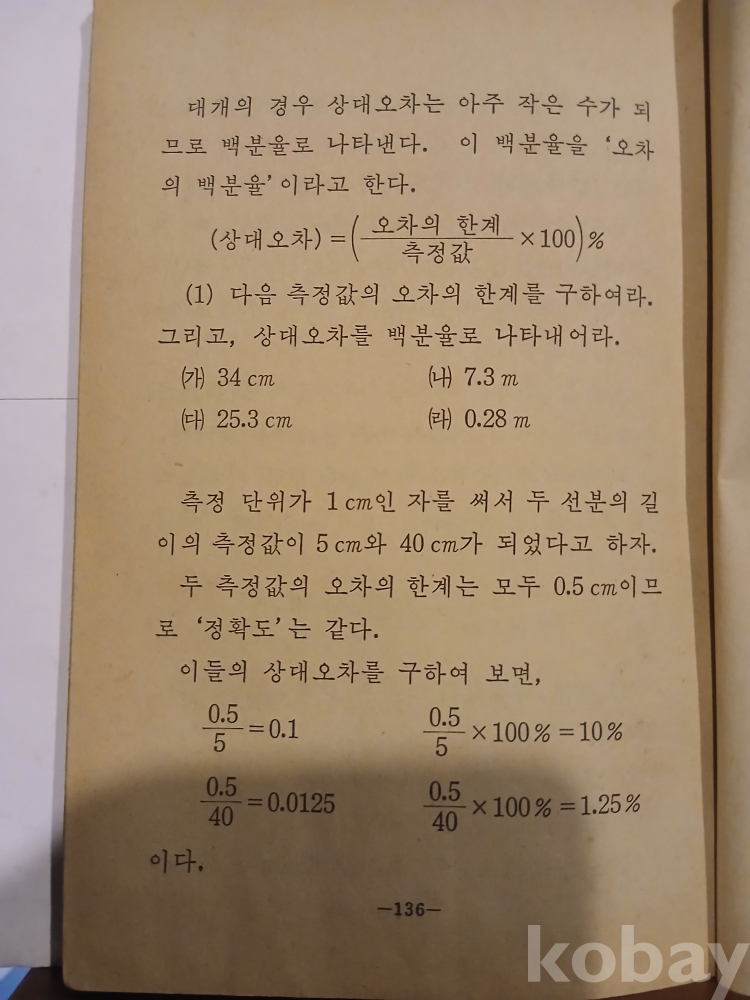 대개의 경우 상대오차는 아주 작은 수가 되
므로 백분율로 나타낸다. 이 백분율을 ‘오차
의 백분율’이라고 한다.
(상대오차)=(오차의 한계/측정값×100)%
(1) 다음 측정값의 오차의 한계를 구하여라.
그리고, 상대오차를 백분율로 나타내어라.
㈎ 34 cm ㈏ 7.3 m
㈐ 25.3 cm ㈑ 0.28 m
측정 단위가 1 cm인 자를 써서 두 선분의 길
이의 측정값이 5 cm와 40 cm가 되었다고 하자.
두 측정값의 오차의 한계는 모두 0.5 cm이므
로 ‘정확도’는 같다.
이들의 상대오차를 구하여 보면,
0.5/5=0.1 0.5/5×100%=10%
0.5/40=0.0125 0.5/40×100%=1.25%
이다.
—136—
kobay